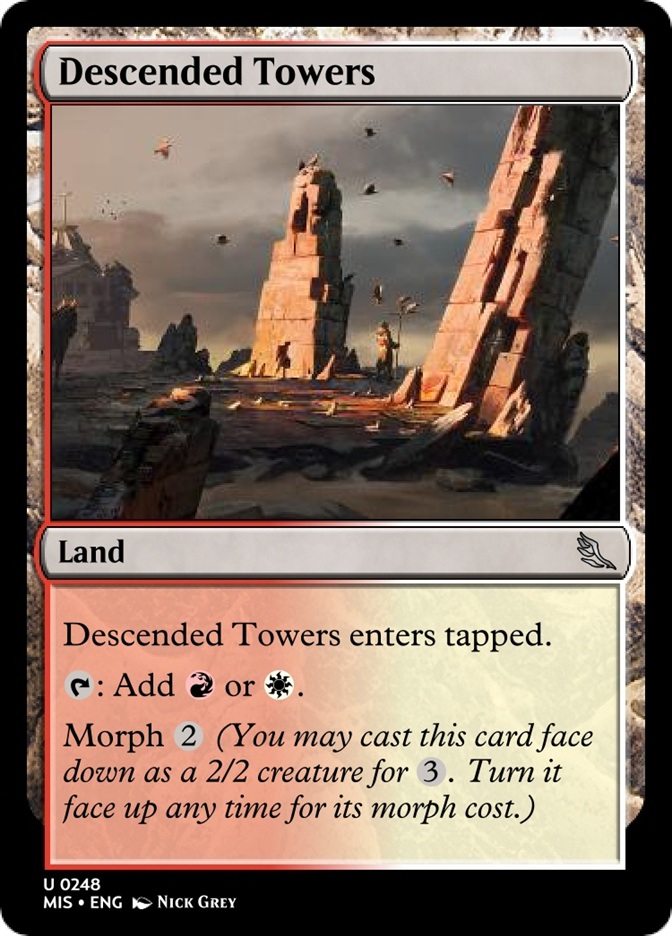 Descended Towers
Land
Descended Towers enters tapped.
: Add or .
Morph 2 (You may cast this card face
down as a 2/2 creature for 3. Turn it
face up any time for its morph cost.)
U 0248
MIS • ENG Nick Grey